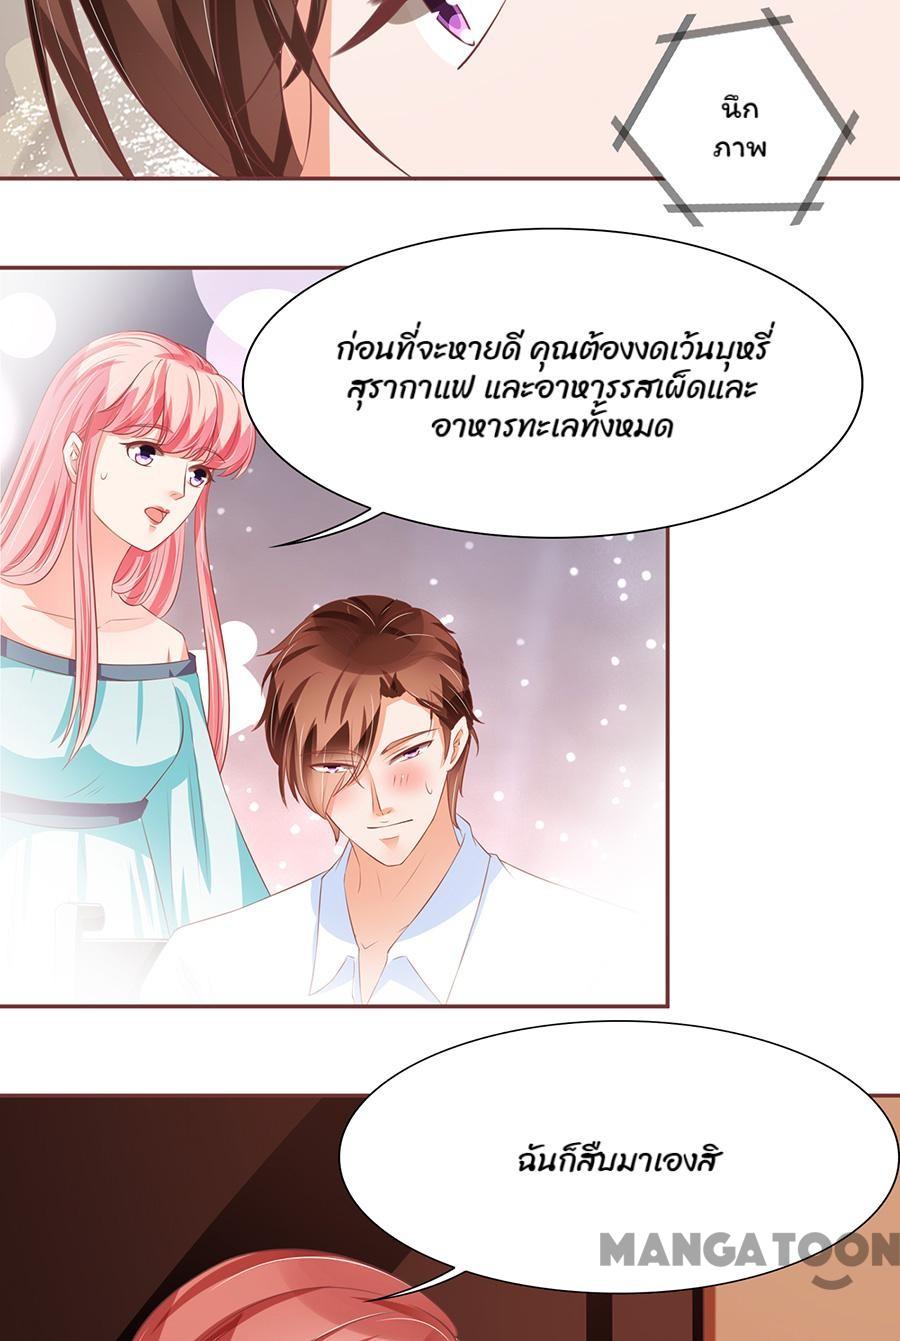 นึก
ภาพ
ก่อนที่จะหายดี คุณต้องงดเว้นบุหรี่
สุรากาแฟ และอาหารรสเผ็ดและ
อาหารทะเลทั้งหมด
ฉันก็สืบมาเองสิ
MANGATOON